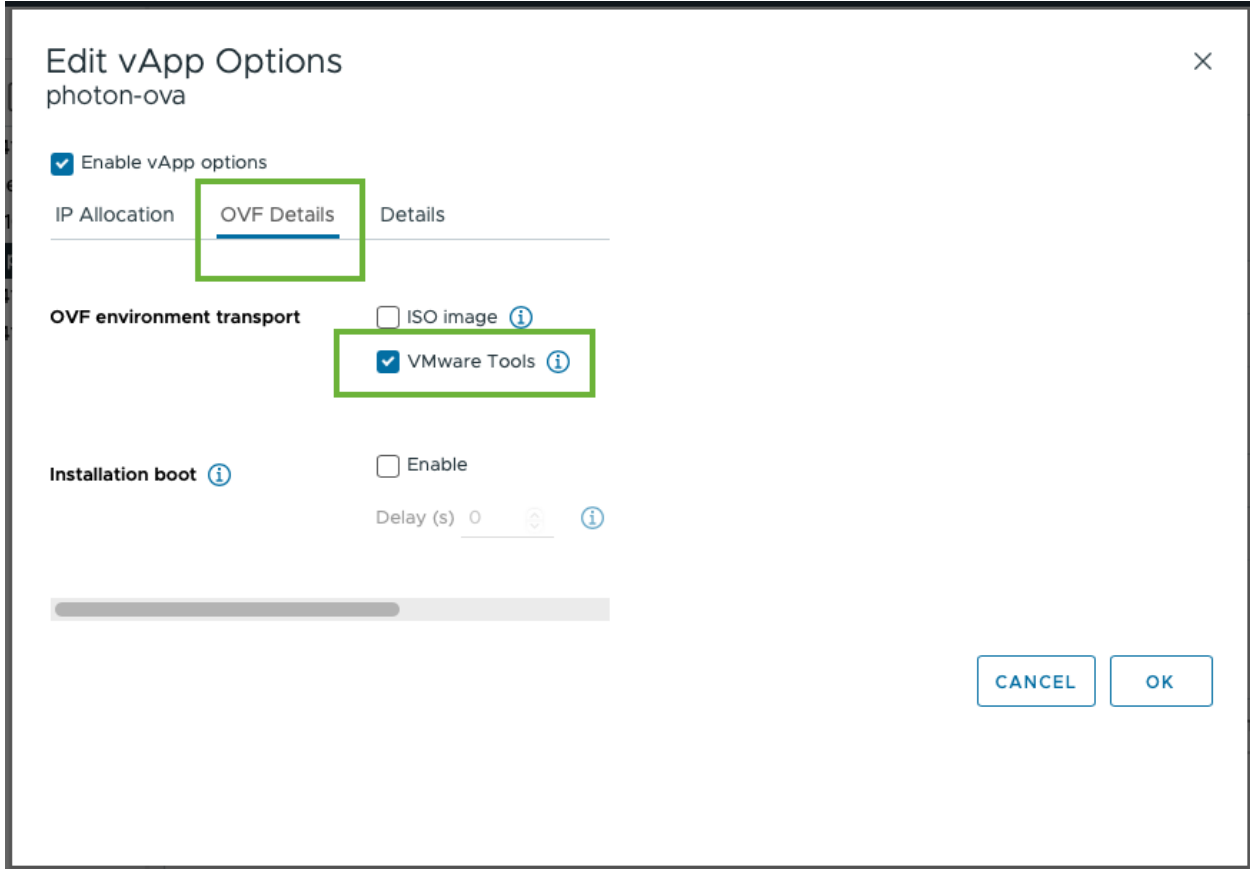 Edit vApp Options
photon-ova
Enable vApp options
IP Allocation OVF Details Details
OVF environment transport ISO image
VMware Tools
Installation boot Enable
Delay (s) 0
CANCEL OK